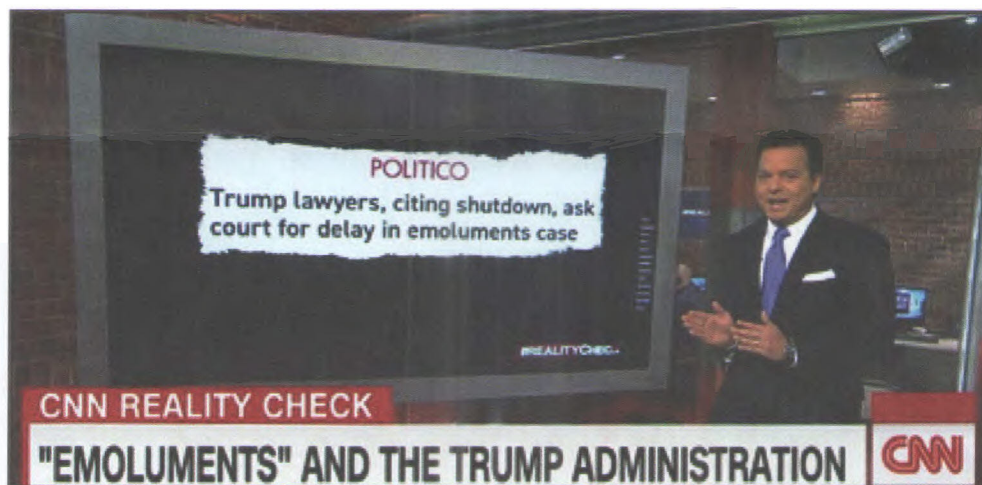 POLITICO
Trump lawyers, citing shutdown, ask
court for delay in emoluments case
CNN REALITY CHECK
"EMOLUMENTS" AND THE TRUMP ADMINISTRATION
CNN